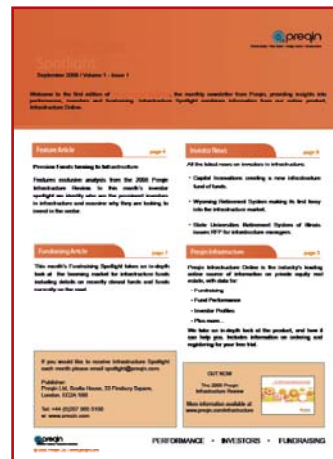 preqin
Spotlight
September 2008 / Volume 1 - Issue 1
Welcome to the first edition of Infrastructure Spotlight, the monthly newsletter from Preqin, providing insights into
performance, investors and fundraising. Infrastructure Spotlight combines information from our online product,
Infrastructure Online.
Feature Article page 4
Pension Funds turning to Infrastructure
Features exclusive analysis from the 2008 Preqin
Infrastructure Review. In this month's investor
spotlight we identify who are the prominent investors
in infrastructure and examine why they are looking to
invest in the sector.
Fundraising Article page
This month's Fundraising Spotlight takes an in-depth
look at the booming market for infrastructure funds
including details on recently closed funds and funds
currently on the road.
If you would like to receive Infrastructure Spotlight
each month please email spotlight@preqin.com.
Publisher:
Preqin Ltd, Scotia House, 33 Finsbury Square,
London, EC2A 1BB
Tel: +44 (0)207 065 5100
w: www.preqin.com
Investor News page
All the latest news on investors in infrastructure:
• Capital Innovations creating a new infrastructure
fund of funds.
• Wyoming Retirement System making its first foray
into the infrastructure market.
• State Universities Retirement System of Illinois
issues RFP for infrastructure managers.
Preqin Infrastructure page
Preqin Infrastructure Online is the industry's leading
online source of information on private equity real
estate, with data for:
- Fundraising
- Fund Performance
- Investor Profiles
- Plus more...
We take an in-depth look at the product, and how it
can help you. Includes information on ordering and
registering for your free trial.
OUT NOW
The 2008 Preqin
Infrastructure Review
More information available at:
www.preqin.com/infrastructure
preqin
PERFORMANCE • INVESTORS • FUNDRAISING